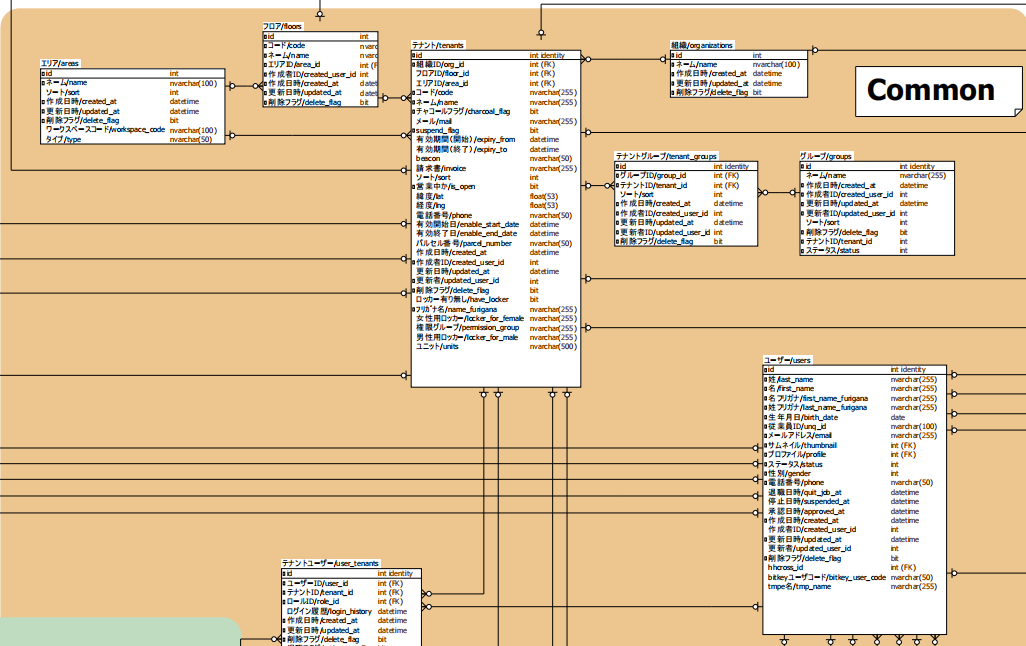 フロア/floors
id int
コード/code nvarc
ネーム/name nvarc
エリアID/area_id int (F
作成者ID/created_user_id int
作成日時/created_at datet
更新日時/updated_at datet
削除フラグ/delete_flag bit
エリア/areas
id int
ネーム/name nvarchar(100)
ソート/sort int
作成日時/created_at datetime
更新日時/updated_at datetime
削除フラグ/delete_flag bit
ワークスペースコード/workspace_code nvarchar(100)
タイプ/type nvarchar(50)
テナント/tenants
id int identity
組織ID/org_id int (FK)
フロアID/floor_id int (FK)
エリアID/area_id int (FK)
コード/code nvarchar(255)
ネーム/name nvarchar(255)
チャコールフラグ/charcoal_flag bit
メール/mail nvarchar(255)
suspend_flag bit
有効期間(開始)/expiry_from datetime
有効期間(終了)/expiry_to datetime
beacon nvarchar(50)
請求書/invoice nvarchar(255)
ソート/sort int
営業中か/is_open bit
緯度/lat float(53)
経度/lng float(53)
電話番号/phone nvarchar(50)
有効開始日/enable_start_date datetime
有効終了日/enable_end_date datetime
パルセル番号/parcel_number nvarchar(50)
作成日時/created_at datetime
作成者ID/created_user_id int
更新日時/updated_at datetime
更新者/updated_user_id int
削除フラグ/delete_flag bit
ロッカー有り無し/have_locker bit
フリガナ名/name_furigana nvarchar(255)
女性用ロッカー/locker_for_female nvarchar(255)
権限グループ/permission_group nvarchar(255)
男性用ロッカー/locker_for_male nvarchar(255)
ユニット/units nvarchar(500)
組織/organizations
id int
ネーム/name nvarchar(100)
作成日時/created_at datetime
更新日時/updated_at datetime
削除フラグ/delete_flag bit
Common
テナントグループ/tenant_groups
id int identity
グループID/group_id int (FK)
テナントID/tenant_id int (FK)
ソート/sort int
作成日時/created_at datetime
作成者ID/created_user_id int
更新日時/updated_at datetime
更新者ID/updated_user_id int
削除フラグ/delete_flag bit
グループ/groups
id int identity
ネーム/name nvarchar(255)
作成日時/created_at datetime
作成者ID/created_user_id int
更新日時/updated_at datetime
更新者ID/updated_user_id int
ソート/sort int
削除フラグ/delete_flag bit
テナントID/tenant_id int
ステータス/status int
ユーザー/users
id int identity
姓/last_name nvarchar(255)
名/first_name nvarchar(255)
名フリガナ/first_name_furigana nvarchar(255)
姓フリガナ/last_name_furigana nvarchar(255)
生年月日/birth_date date
従業員ID/unq_id nvarchar(100)
メールアドレス/email nvarchar(255)
サムネイル/thumbnail int (FK)
プロファイル/profile int (FK)
ステータス/status int
性別/gender int
電話番号/phone nvarchar(50)
退職日時/quit_job_at datetime
停止日時/suspended_at datetime
承認日時/approved_at datetime
作成日時/created_at datetime
作成者ID/created_user_id int
更新日時/updated_at datetime
更新者/updated_user_id int
削除フラグ/delete_flag bit
hhcross_id int (FK)
bitkeyユーザコード/bitkey_user_code nvarchar(50)
tmpe名/tmp_name nvarchar(255)
テナントユーザー/user_tenants
id int identity
ユーザーID/user_id int (FK)
テナントID/tenant_id int (FK)
ロールID/role_id int (FK)
ログイン履歴/login_history datetime
作成日時/created_at datetime
更新日時/updated_at datetime
削除フラグ/delete_flag bit